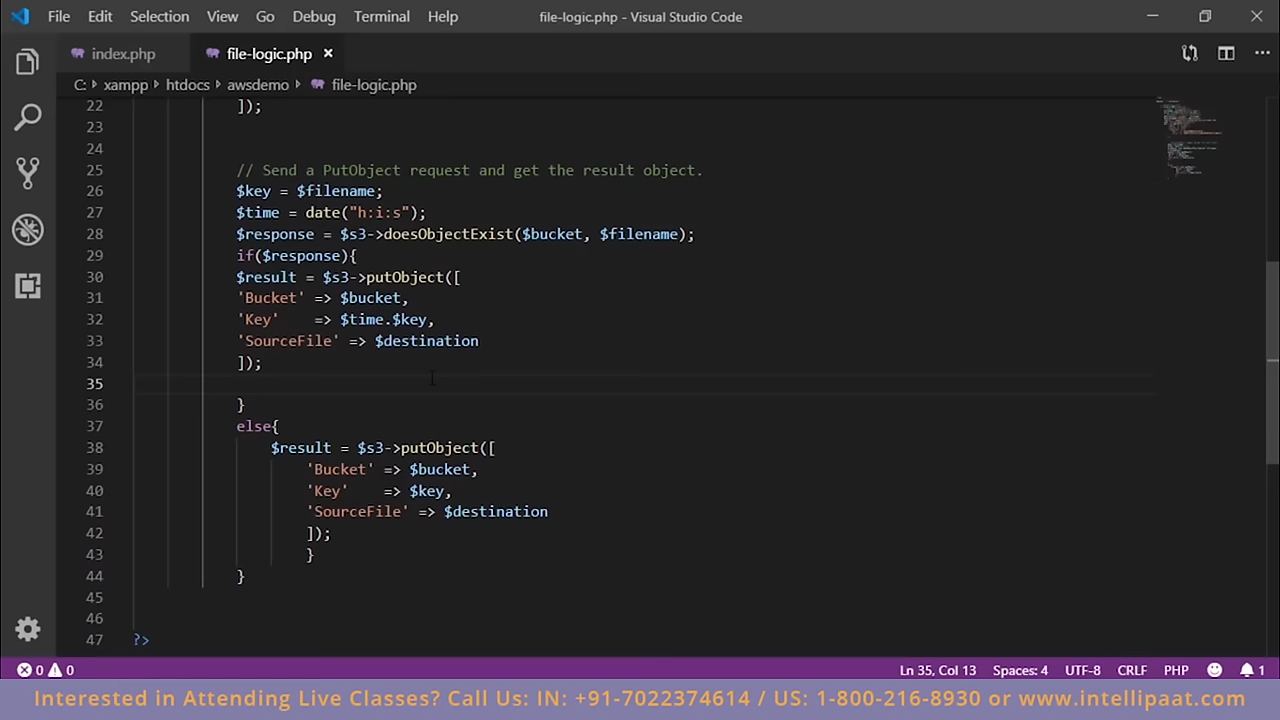 File Edit Selection View Go Debug Terminal Help file-logic.php - Visual Studio Code
index.php file-logic.php ×
C: > xampp > htdocs > awsdemo > file-logic.php
22 ]);
23
24
25 // Send a PutObject request and get the result object.
26 $key = $filename;
27 $time = date("h:i:s");
28 $response = $s3->doesObjectExist($bucket, $filename);
29 if($response){
30 $result = $s3->putObject([
31 'Bucket' => $bucket,
32 'Key'    => $time.$key,
33 'SourceFile' => $destination
34 ]);
35
36 }
37 else{
38 $result = $s3->putObject([
39 'Bucket' => $bucket,
40 'Key'    => $key,
41 'SourceFile' => $destination
42 ]);
43 }
44 }
45
46
47 ?>
0 0 Ln 35, Col 13 Spaces: 4 UTF-8 CRLF PHP 1
Interested in Attending Live Classes? Call Us: IN: +91-7022374614 / US: 1-800-216-8930 or www.intellipaat.com